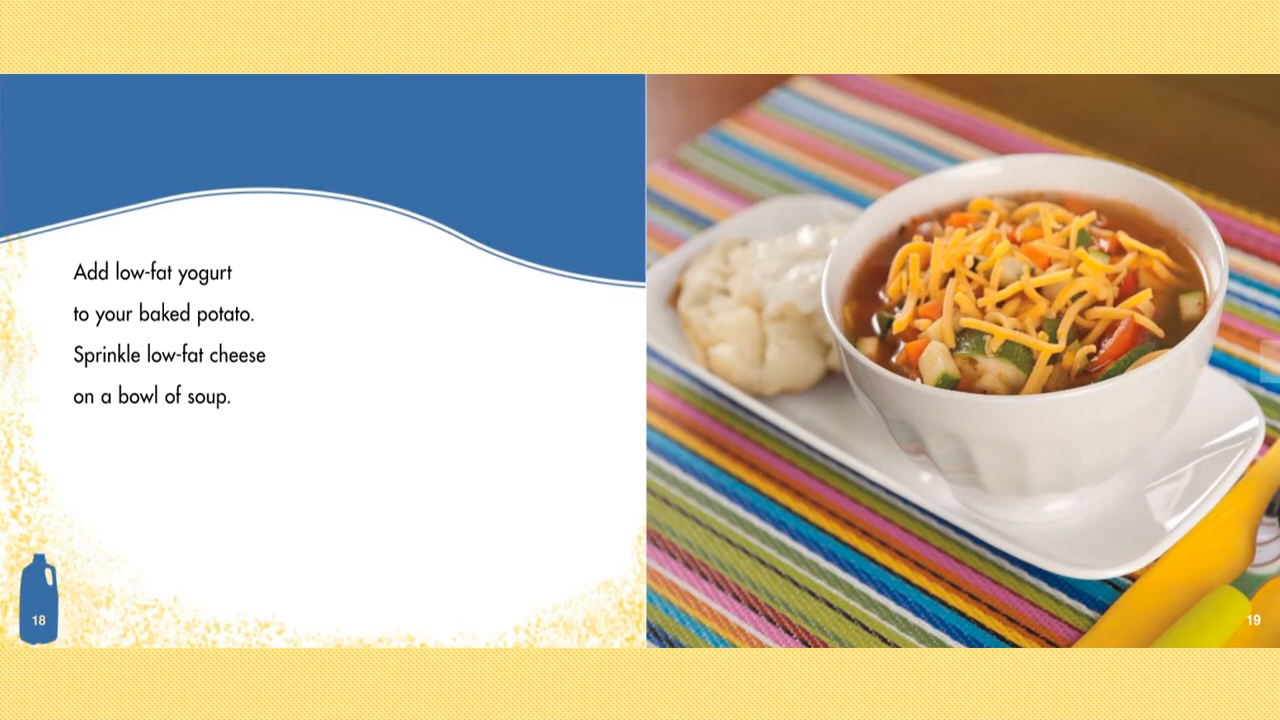 Add low-fat yogurt
to your baked potato.
Sprinkle low-fat cheese
on a bowl of soup.
18
19